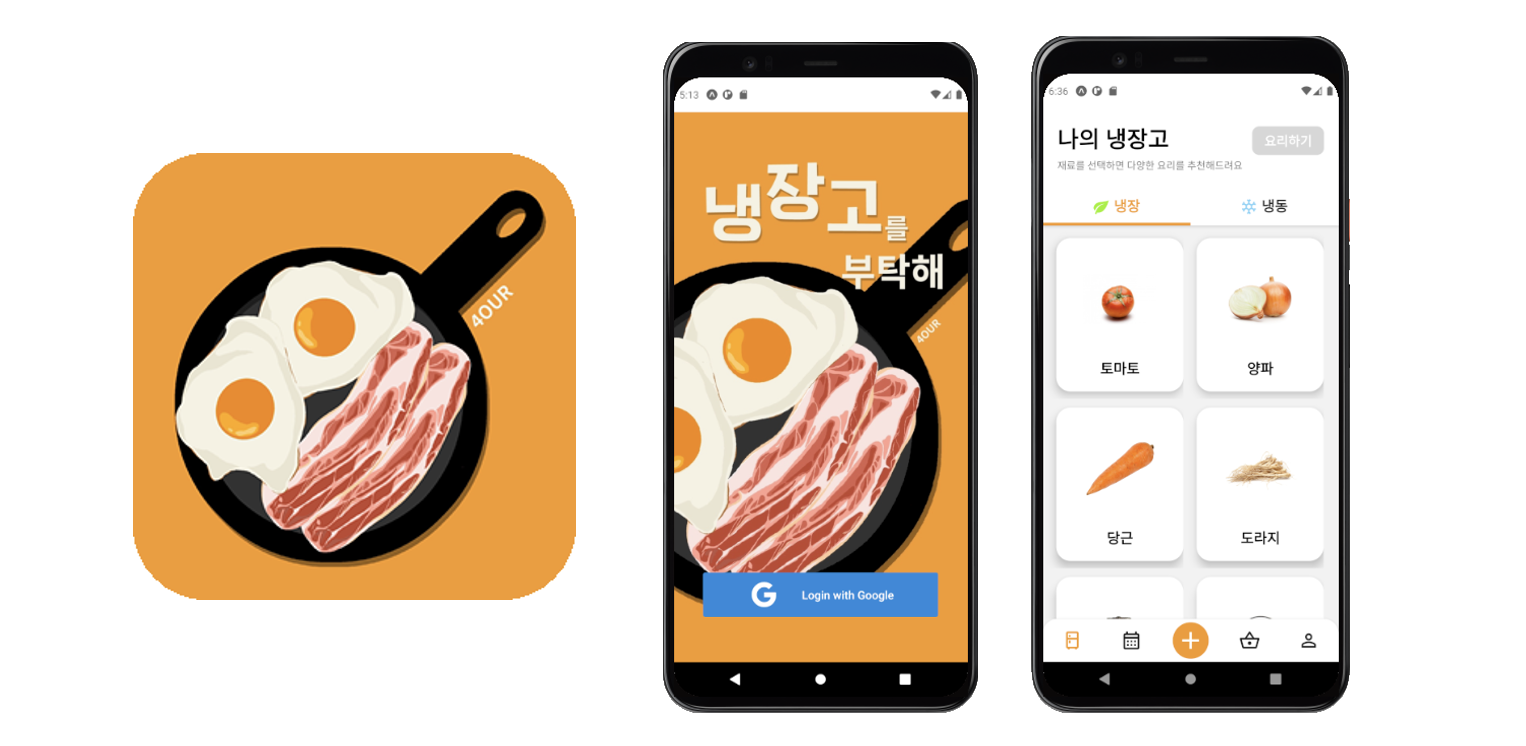 4OUR
5:13
냉장고를
부탁해
4OUR
G Login with Google
6:36
나의 냉장고
요리하기
재료를 선택하면 다양한 요리를 추천해드려요
냉장 냉동
토마토 양파
당근 도라지